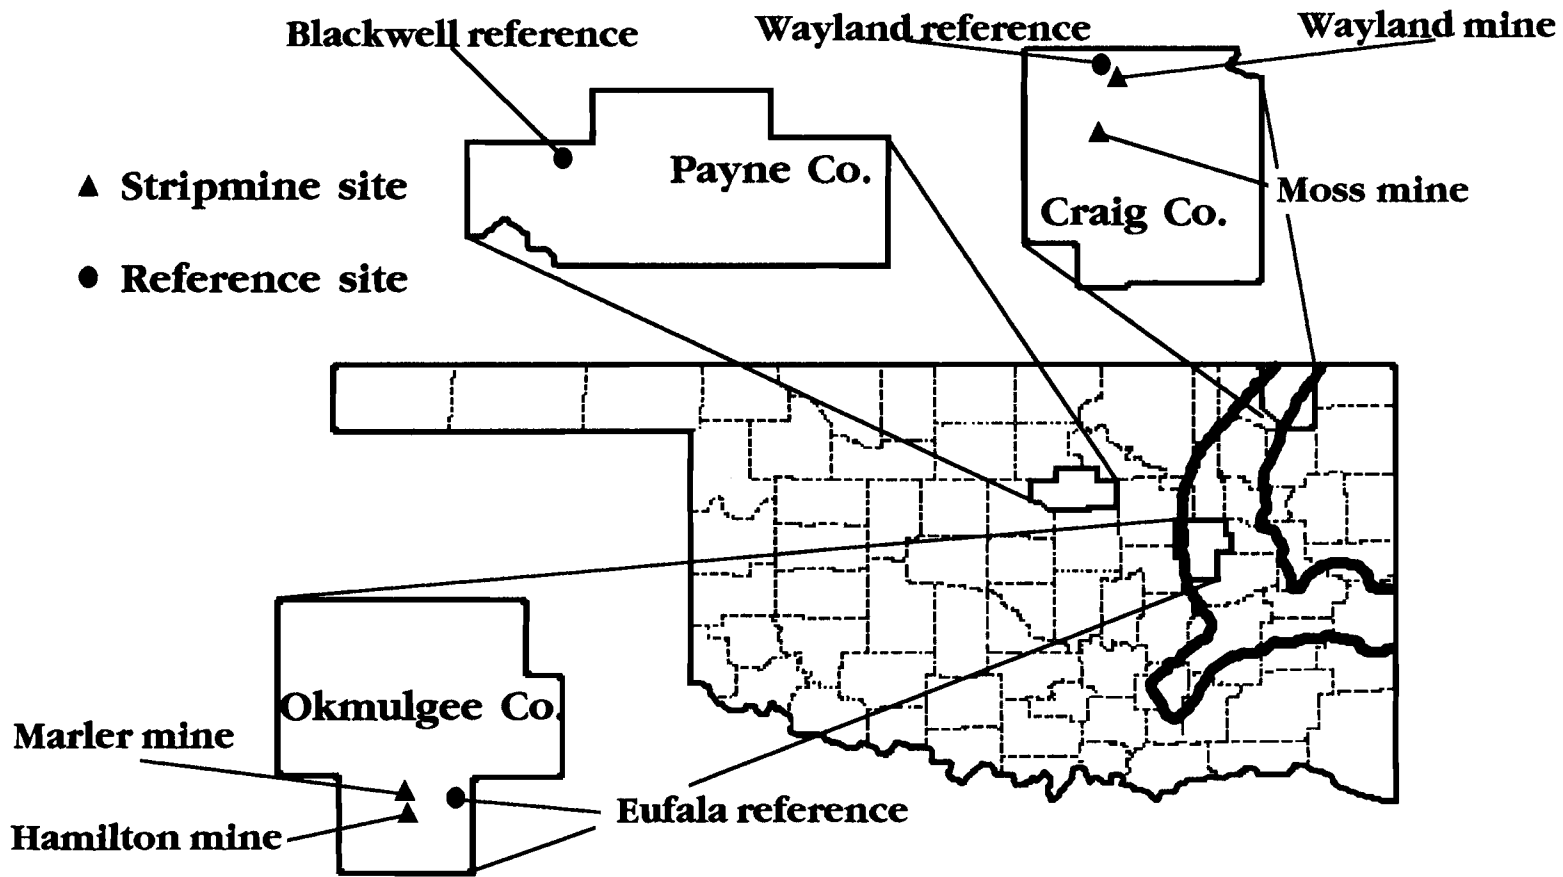 Blackwell reference
Wayland reference
Wayland mine
Payne Co.
Stripmine site
Moss mine
Craig Co.
Reference site
Okmulgee Co.
Marler mine
Eufala reference
Hamilton mine